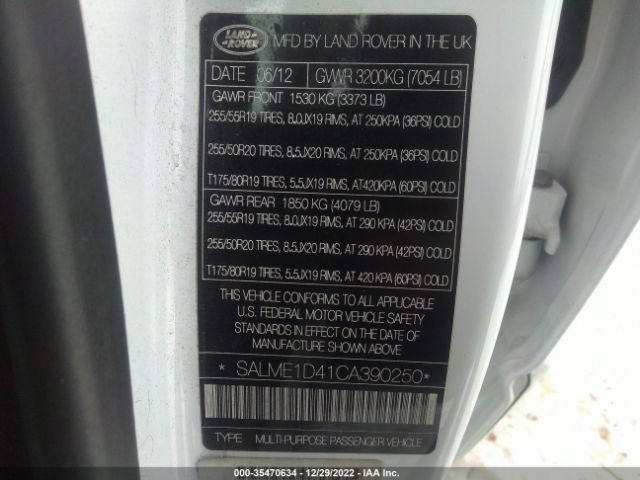 LAND
ROVER
MFD BY LAND ROVER IN THE UK
DATE 06/12 GVWR 3200KG (7054 LB)
GAWR FRONT 1530 KG (3373 LB)
255/55R19 TIRES, 8.0JX19 RIMS, AT 250KPA (36PSI) COLD
255/50R20 TIRES, 8.5JX20 RIMS, AT 250KPA (36PSI) COLD
T175/80R19 TIRES, 5.5JX19 RIMS, AT420KPA (60PSI) COLD
GAWR REAR 1850 KG (4079 LB)
255/55R19 TIRES, 8.0JX19 RIMS, AT 290 KPA (42PSI) COLD
255/50R20 TIRES, 8.5JX20 RIMS, AT 290 KPA (42PSI) COLD
T175/80R19 TIRES, 5.5JX19 RIMS, AT 420 KPA (60PSI) COLD
THIS VEHICLE CONFORMS TO ALL APPLICABLE
U.S. FEDERAL MOTOR VEHICLE SAFETY
STANDARDS IN EFFECT ON THE DATE OF
MANUFACTURE SHOWN ABOVE.
* SALME1D41CA390250*
TYPE MULTI-PURPOSE PASSENGER VEHICLE
000-35470634 - 12/29/2022 - IAA Inc.